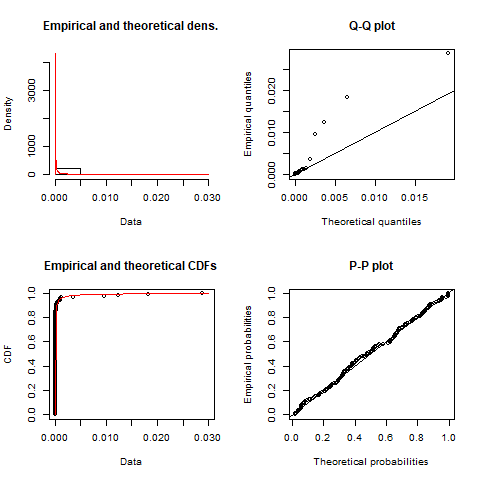 Empirical and theoretical dens.
Density
0 1000 3000
0.000 0.010 0.020 0.030
Data
Q-Q plot
Empirical quantiles
0.000 0.010 0.020
0.000 0.005 0.010 0.015
Theoretical quantiles
Empirical and theoretical CDFs
CDF
0.0 0.2 0.4 0.6 0.8 1.0
0.000 0.010 0.020 0.030
Data
P-P plot
Empirical probabilities
0.0 0.2 0.4 0.6 0.8 1.0
0.0 0.2 0.4 0.6 0.8 1.0
Theoretical probabilities